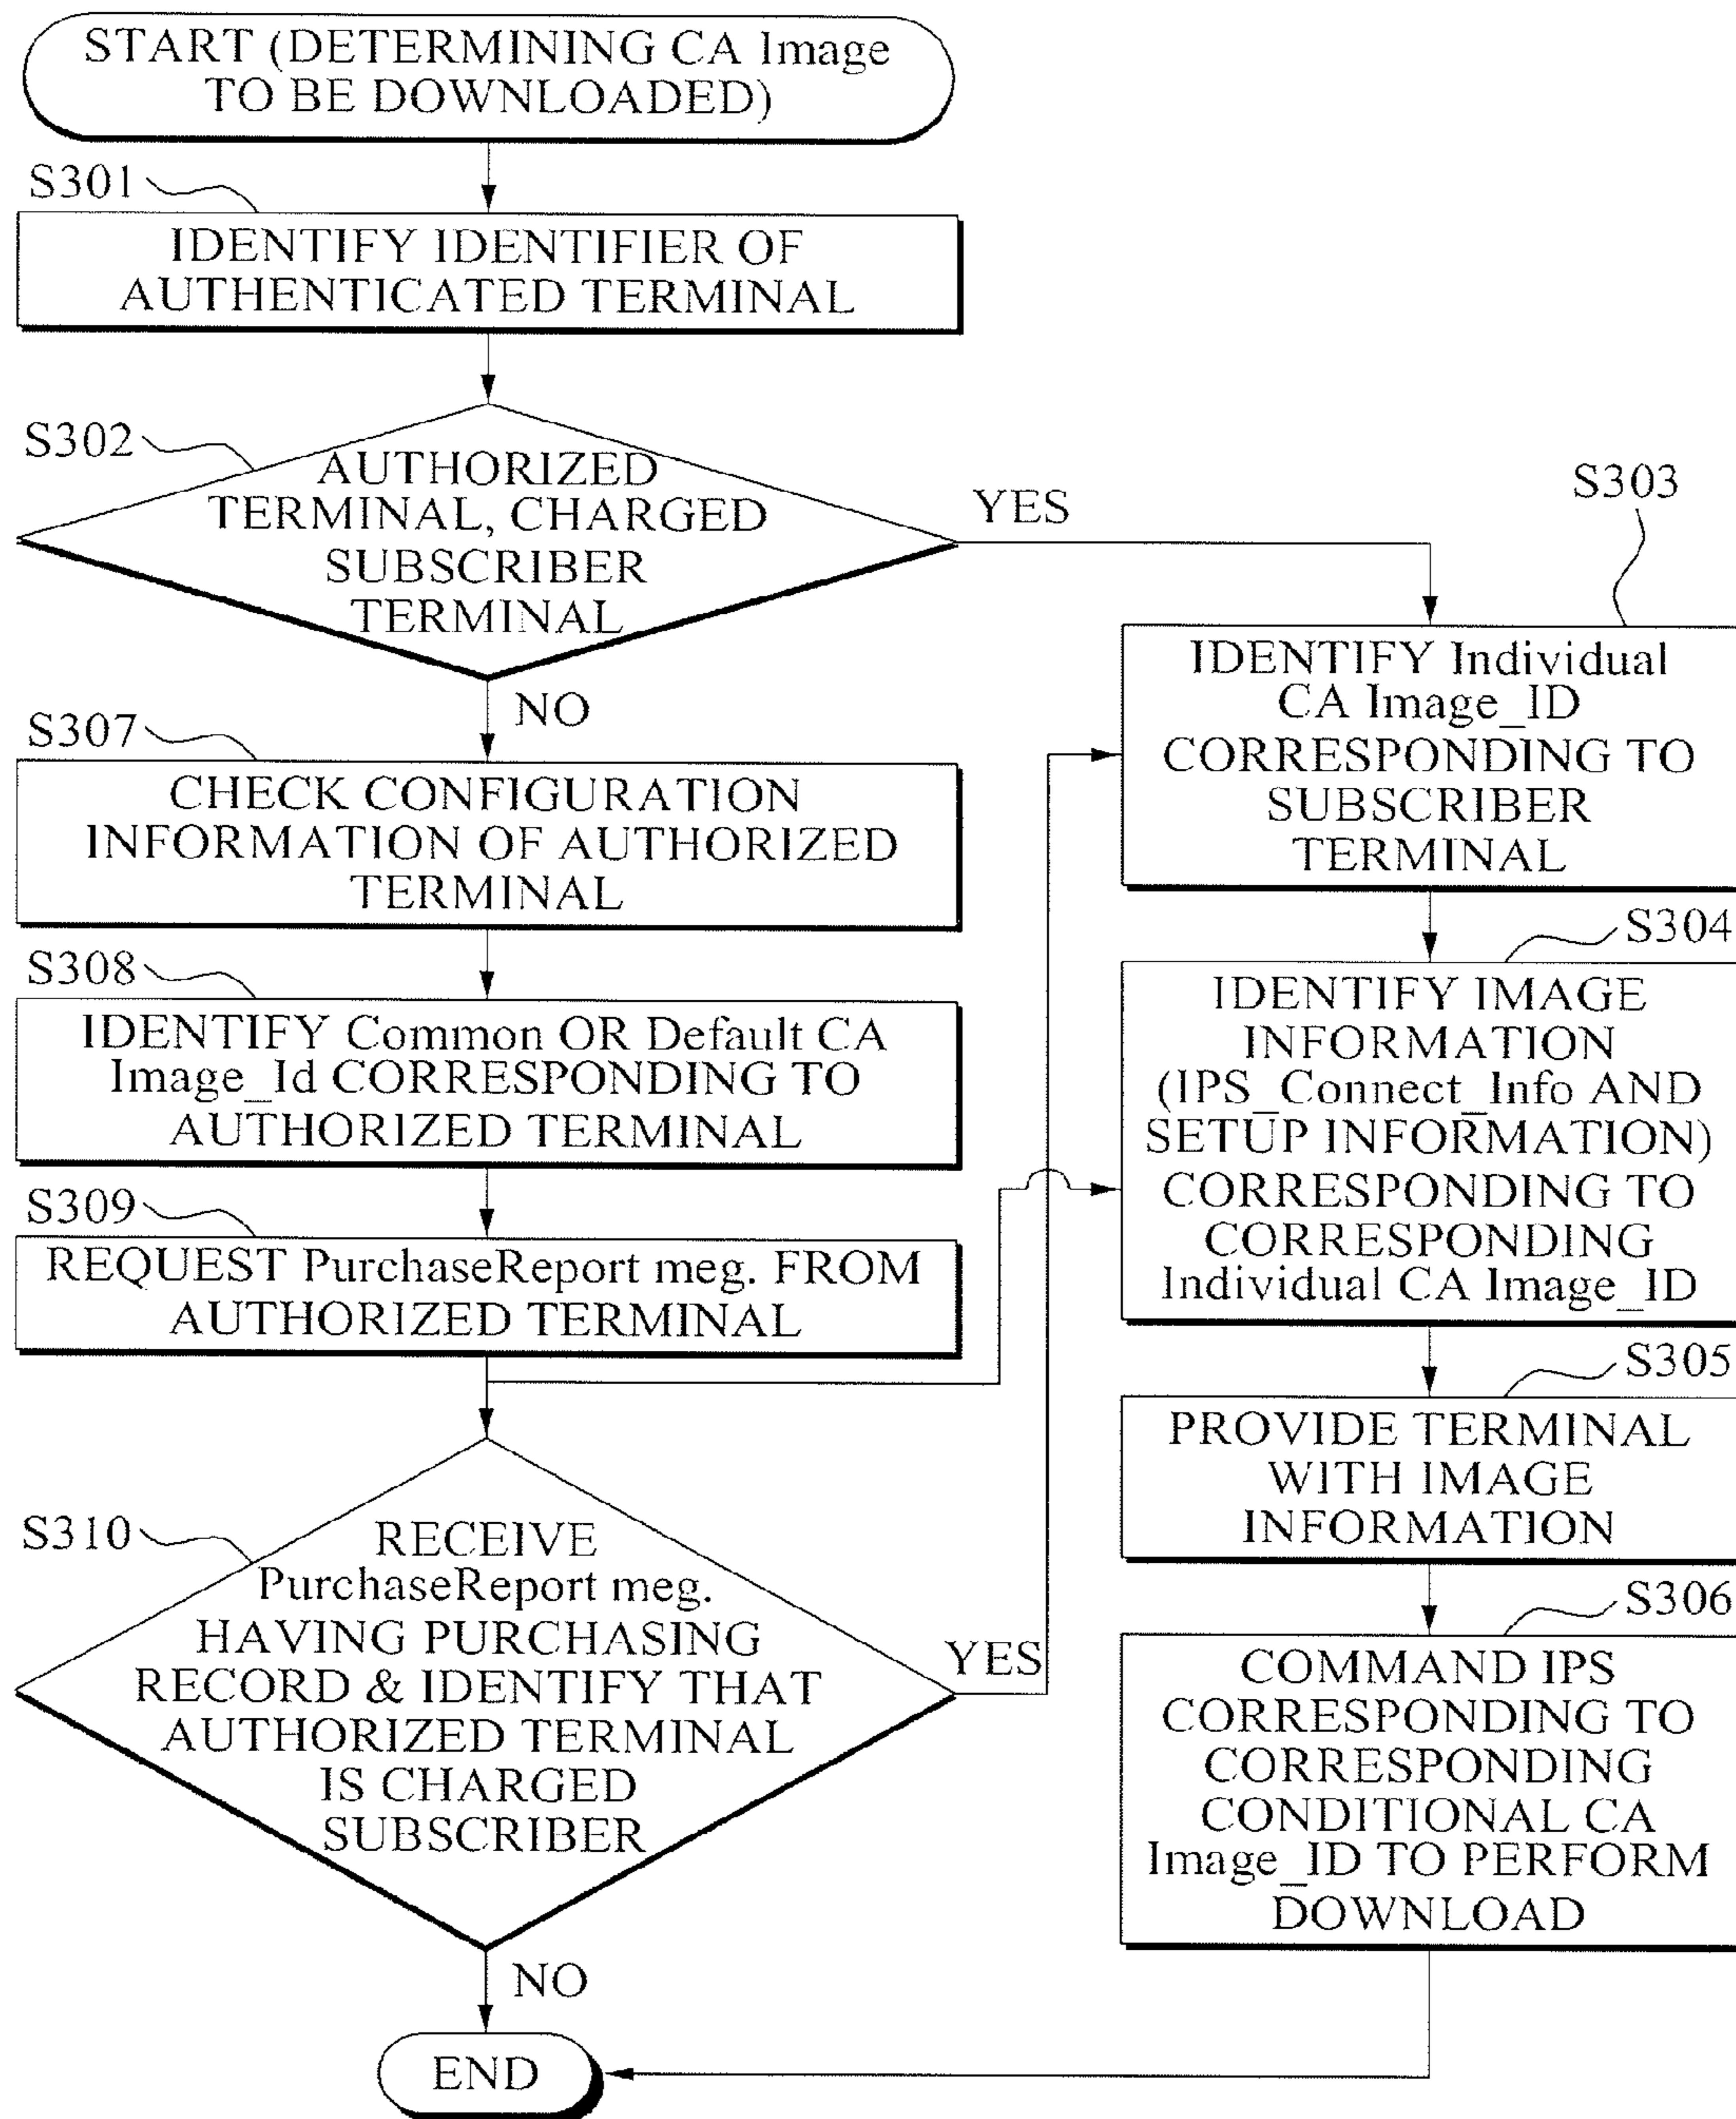 START (DETERMINING CA Image
TO BE DOWNLOADED)
S301
IDENTIFY IDENTIFIER OF
AUTHENTICATED TERMINAL
S302
AUTHORIZED
TERMINAL, CHARGED
SUBSCRIBER
TERMINAL
YES
NO
S303
IDENTIFY Individual
CA Image_ID
CORRESPONDING TO
SUBSCRIBER
TERMINAL
S307
CHECK CONFIGURATION
INFORMATION OF AUTHORIZED
TERMINAL
S304
IDENTIFY IMAGE
INFORMATION
(IPS_Connect_Info AND
SETUP INFORMATION)
CORRESPONDING TO
CORRESPONDING
Individual CA Image_ID
S308
IDENTIFY Common OR Default CA
Image_Id CORRESPONDING TO
AUTHORIZED TERMINAL
S309
REQUEST PurchaseReport meg. FROM
AUTHORIZED TERMINAL
S305
PROVIDE TERMINAL
WITH IMAGE
INFORMATION
S310
RECEIVE
PurchaseReport meg.
HAVING PURCHASING
RECORD & IDENTIFY THAT
AUTHORIZED TERMINAL
IS CHARGED
SUBSCRIBER
YES
NO
S306
COMMAND IPS
CORRESPONDING TO
CORRESPONDING
CONDITIONAL CA
Image_ID TO PERFORM
DOWNLOAD
END